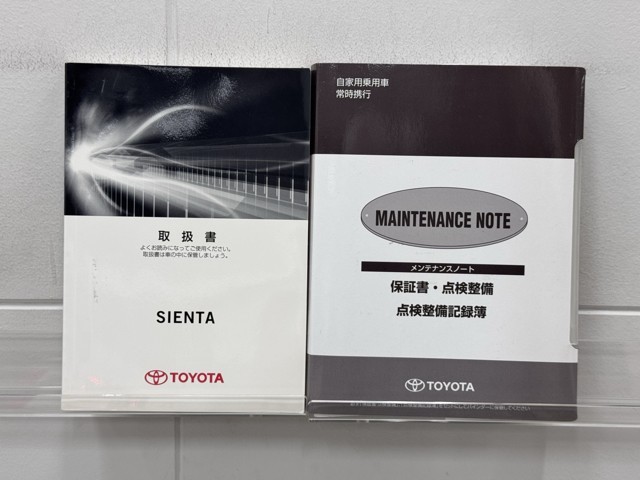 取扱書
よくお読みになってご使用ください。
取扱書は車の中に保管しましょう。
SIENTA
TOYOTA
自家用乗用車
常時携行
MAINTENANCE NOTE
メンテナンスノート
保証書・点検整備
点検整備記録簿
TOYOTA